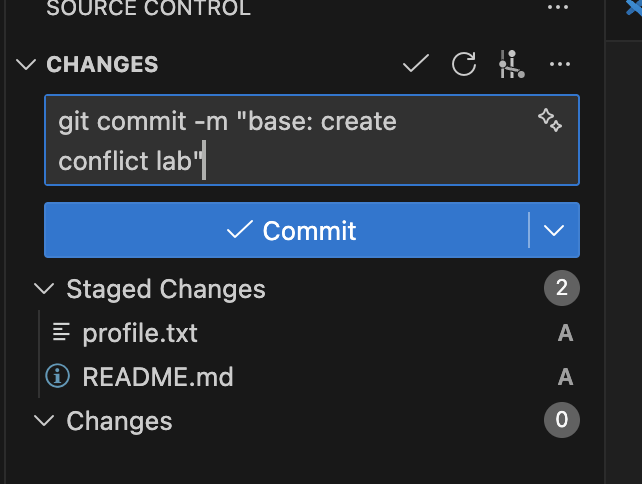 SOURCE CONTROL
CHANGES
git commit -m "base: create
conflict lab"
Commit
Staged Changes 2
profile.txt A
README.md A
Changes 0